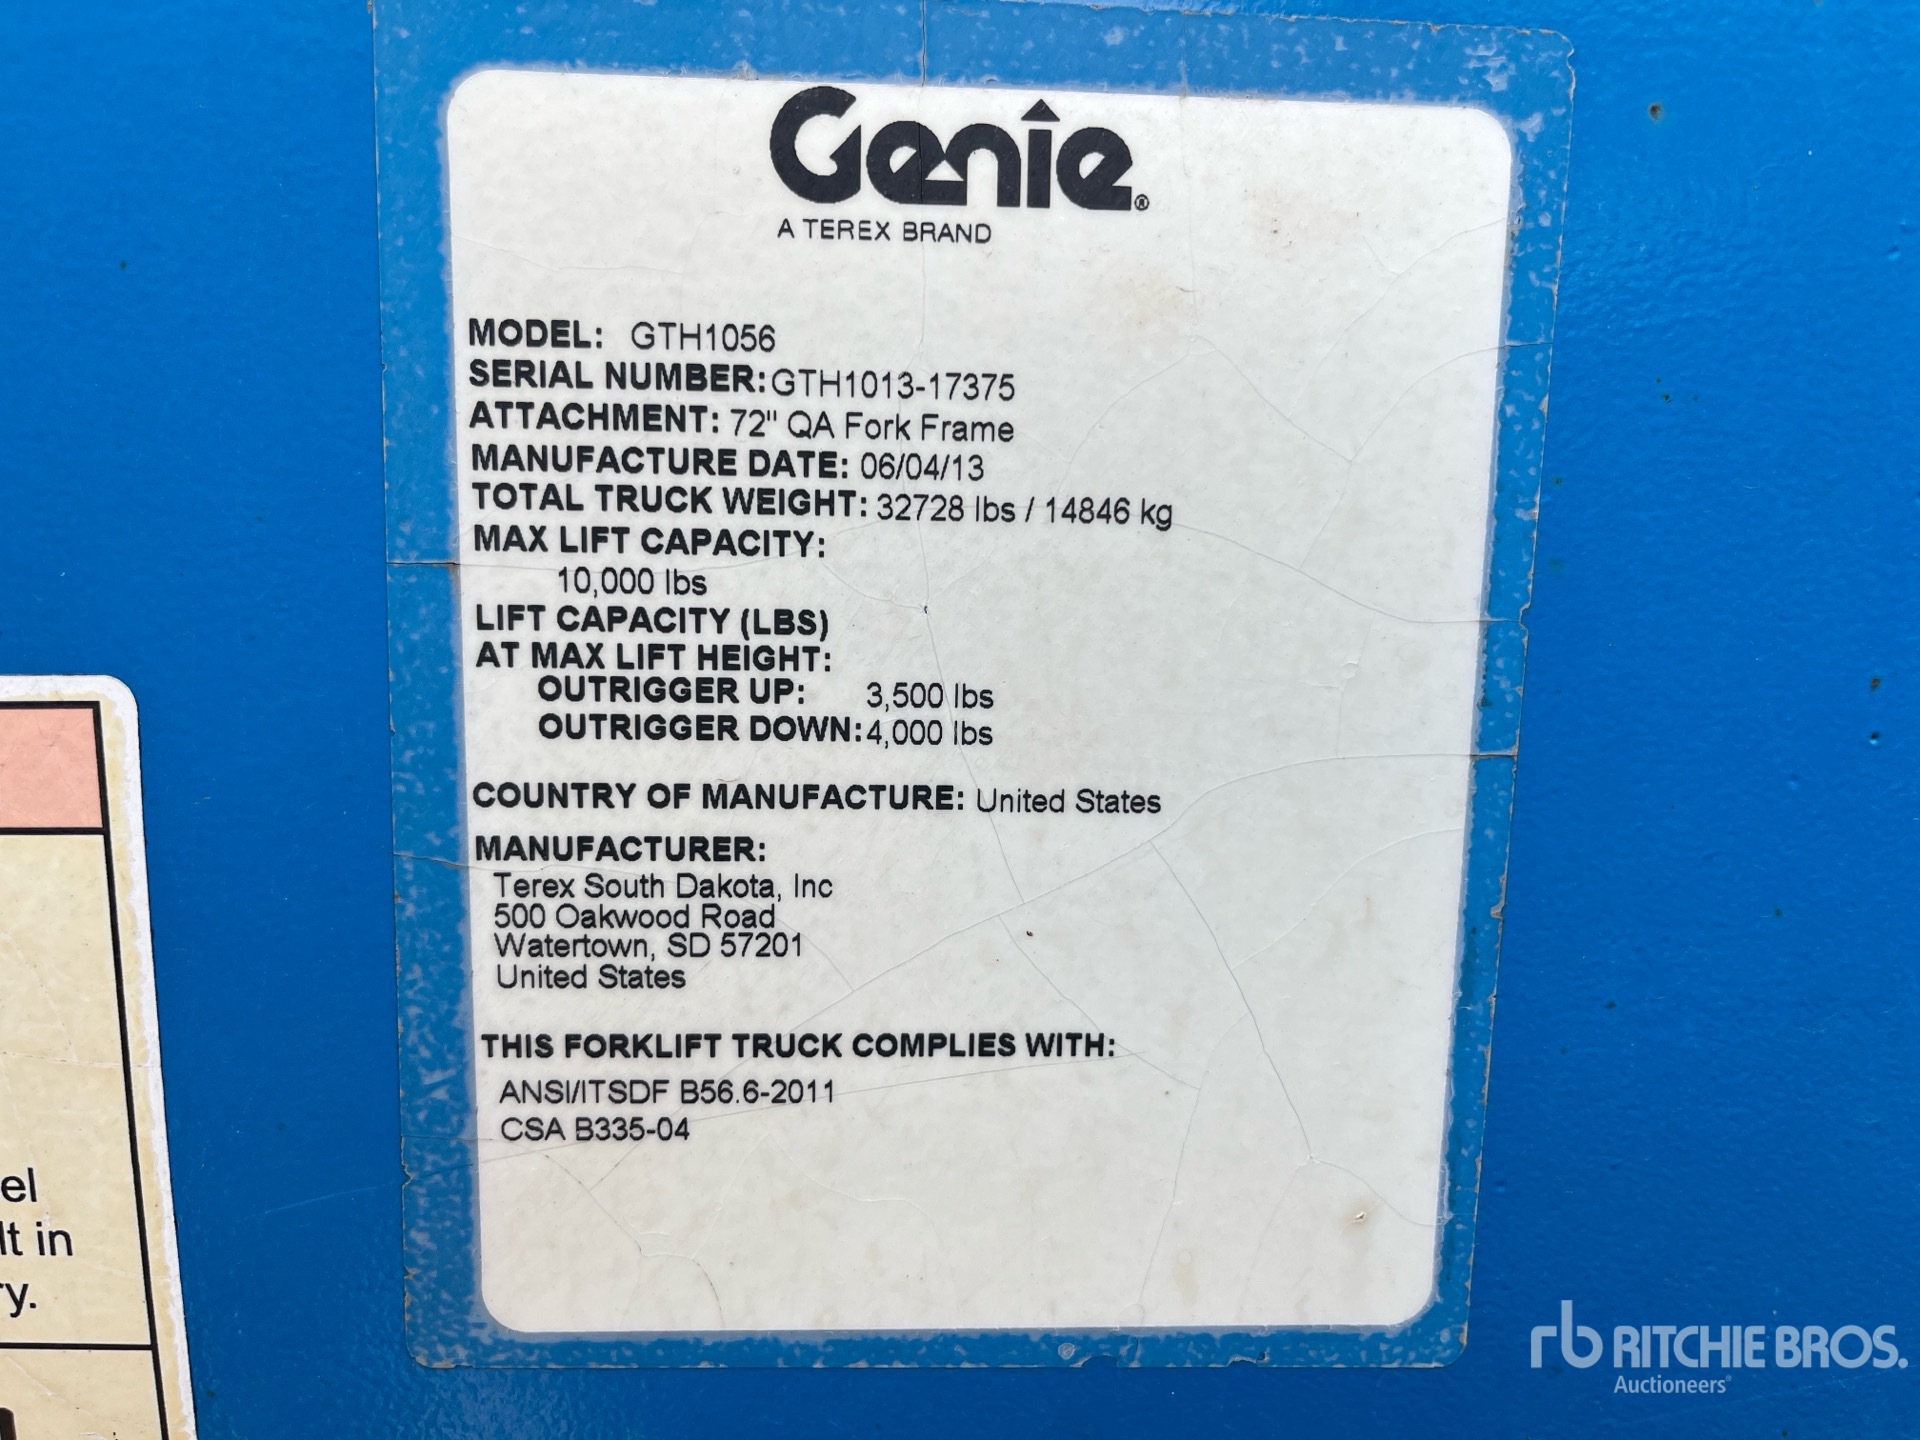 Genie®
A TEREX BRAND
MODEL: GTH1056
SERIAL NUMBER: GTH1013-17375
ATTACHMENT: 72" QA Fork Frame
MANUFACTURE DATE: 06/04/13
TOTAL TRUCK WEIGHT: 32728 lbs / 14846 kg
MAX LIFT CAPACITY:
10,000 lbs
LIFT CAPACITY (LBS)
AT MAX LIFT HEIGHT:
OUTRIGGER UP: 3,500 lbs
OUTRIGGER DOWN: 4,000 lbs
COUNTRY OF MANUFACTURE: United States
MANUFACTURER:
Terex South Dakota, Inc
500 Oakwood Road
Watertown, SD 57201
United States
THIS FORKLIFT TRUCK COMPLIES WITH:
ANSI/ITSDF B56.6-2011
CSA B335-04
el
lt in
ry.
rb RITCHIE BROS.
Auctioneers®